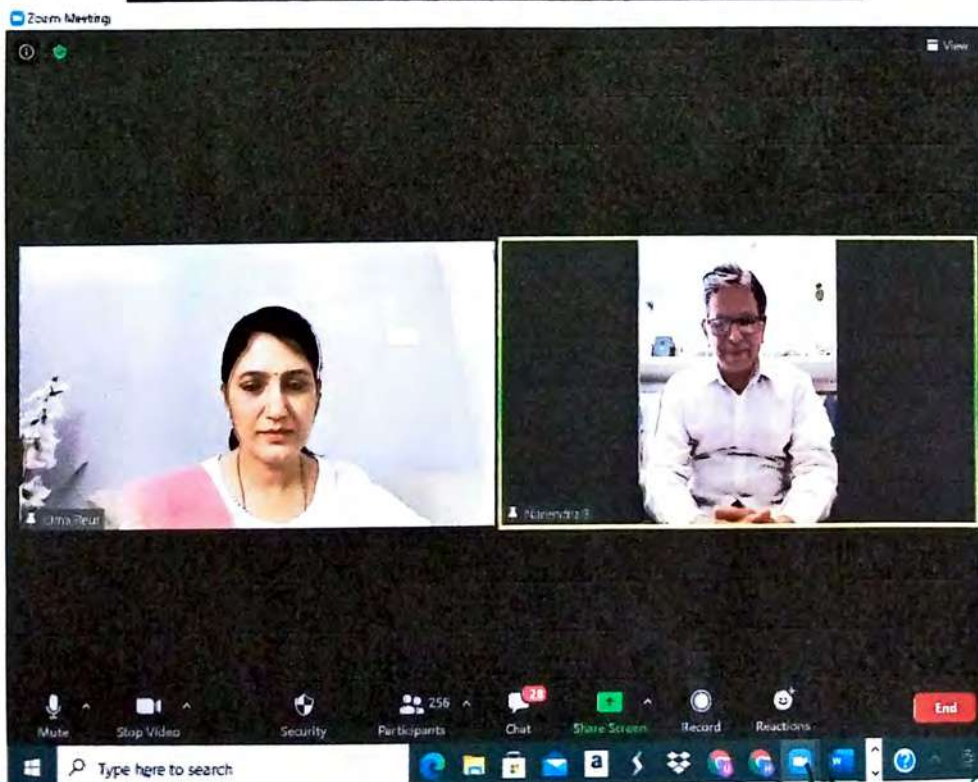 Zoom Meeting
View
Narendra B
256
28
Mute
Stop Video
Security
Participants
Chat
Share Screen
Record
Reactions
End
Type here to search